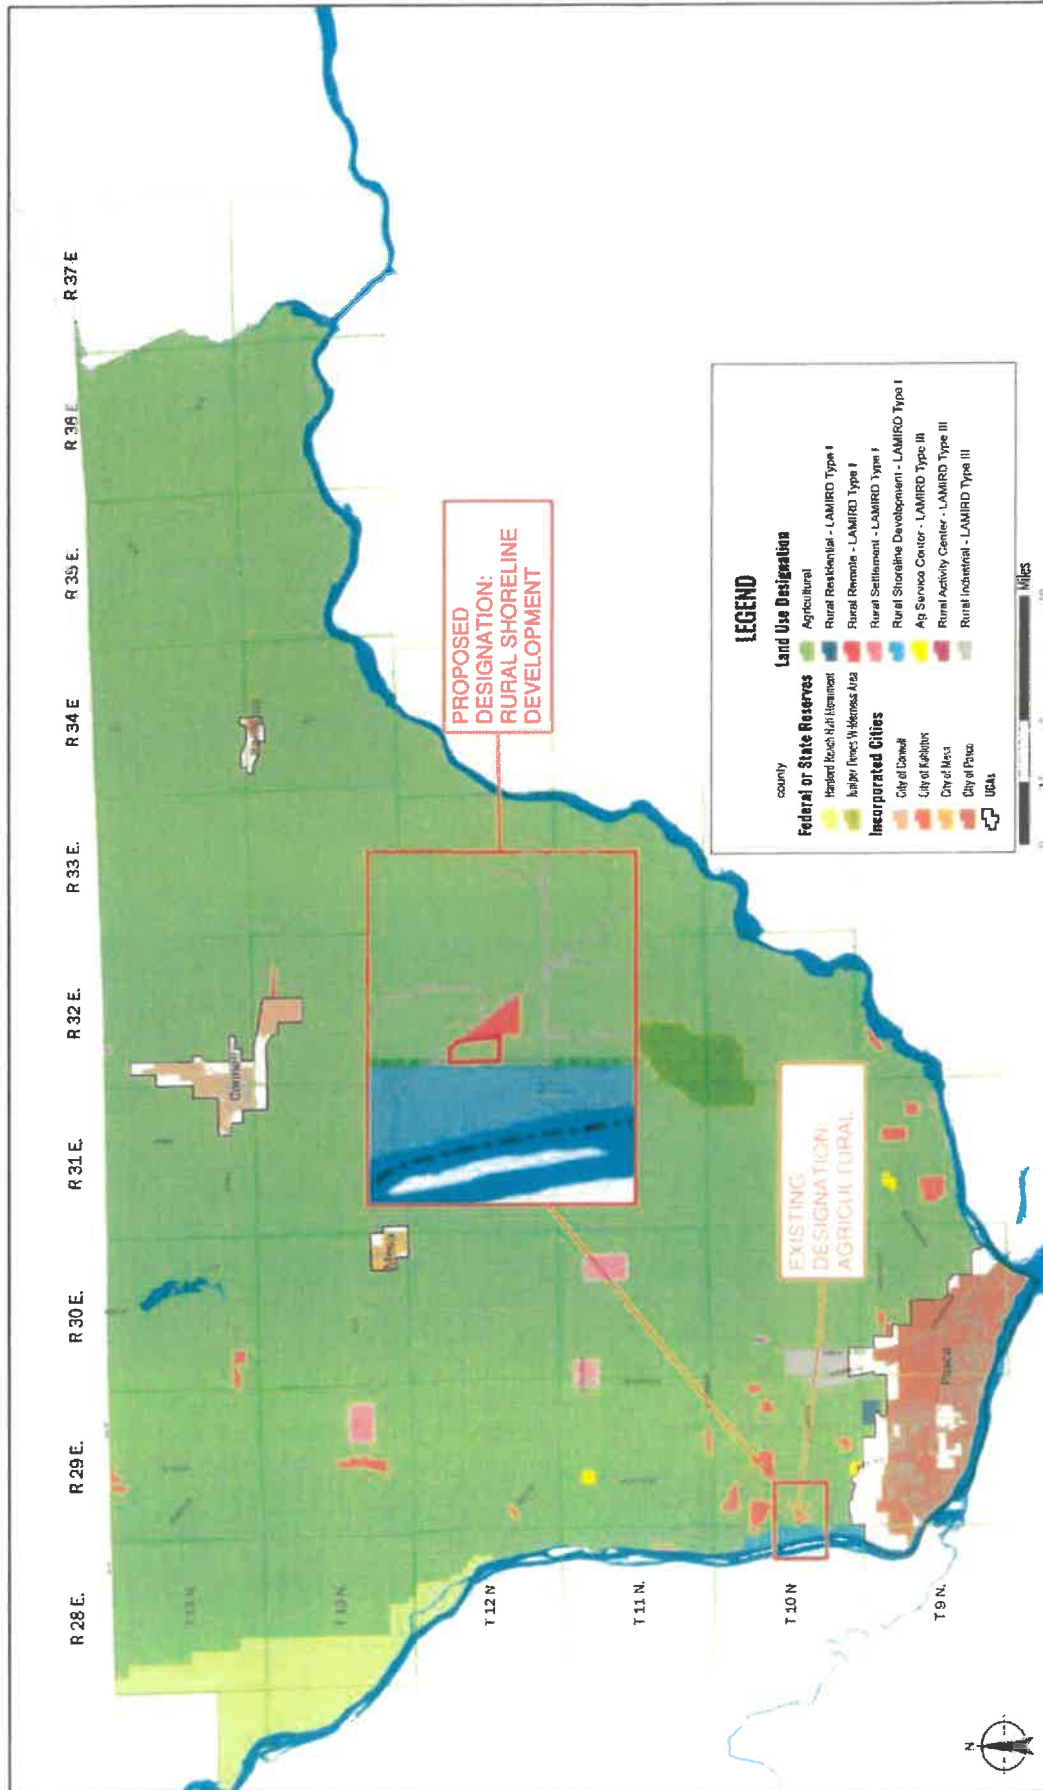 R 28 E.
R 29 E.
R 30 E.
R 31 E.
R 32 E.
R 33 E.
R 34 E
R 35 E.
R 36 E.
R 37 E
T 13 N
T 12 N
T 11 N.
T 10 N
T 9 N.
Connell
Mesa
Pasco
PROPOSED
DESIGNATION:
RURAL SHORELINE
DEVELOPMENT
EXISTING
DESIGNATION:
AGRICULTURAL
LEGEND
county
Federal or State Reserves
Hanford Reach Natl Monument
Juniper Dunes Wilderness Area
Incorporated Cities
City of Connell
City of Kahlotus
City of Mesa
City of Pasco
UGAs
Land Use Designation
Agricultural
Rural Residential - LAMIRD Type I
Rural Remote - LAMIRD Type I
Rural Settlement - LAMIRD Type I
Rural Shoreline Development - LAMIRD Type I
Ag Service Center - LAMIRD Type III
Rural Activity Center - LAMIRD Type III
Rural Industrial - LAMIRD Type III
Miles
N